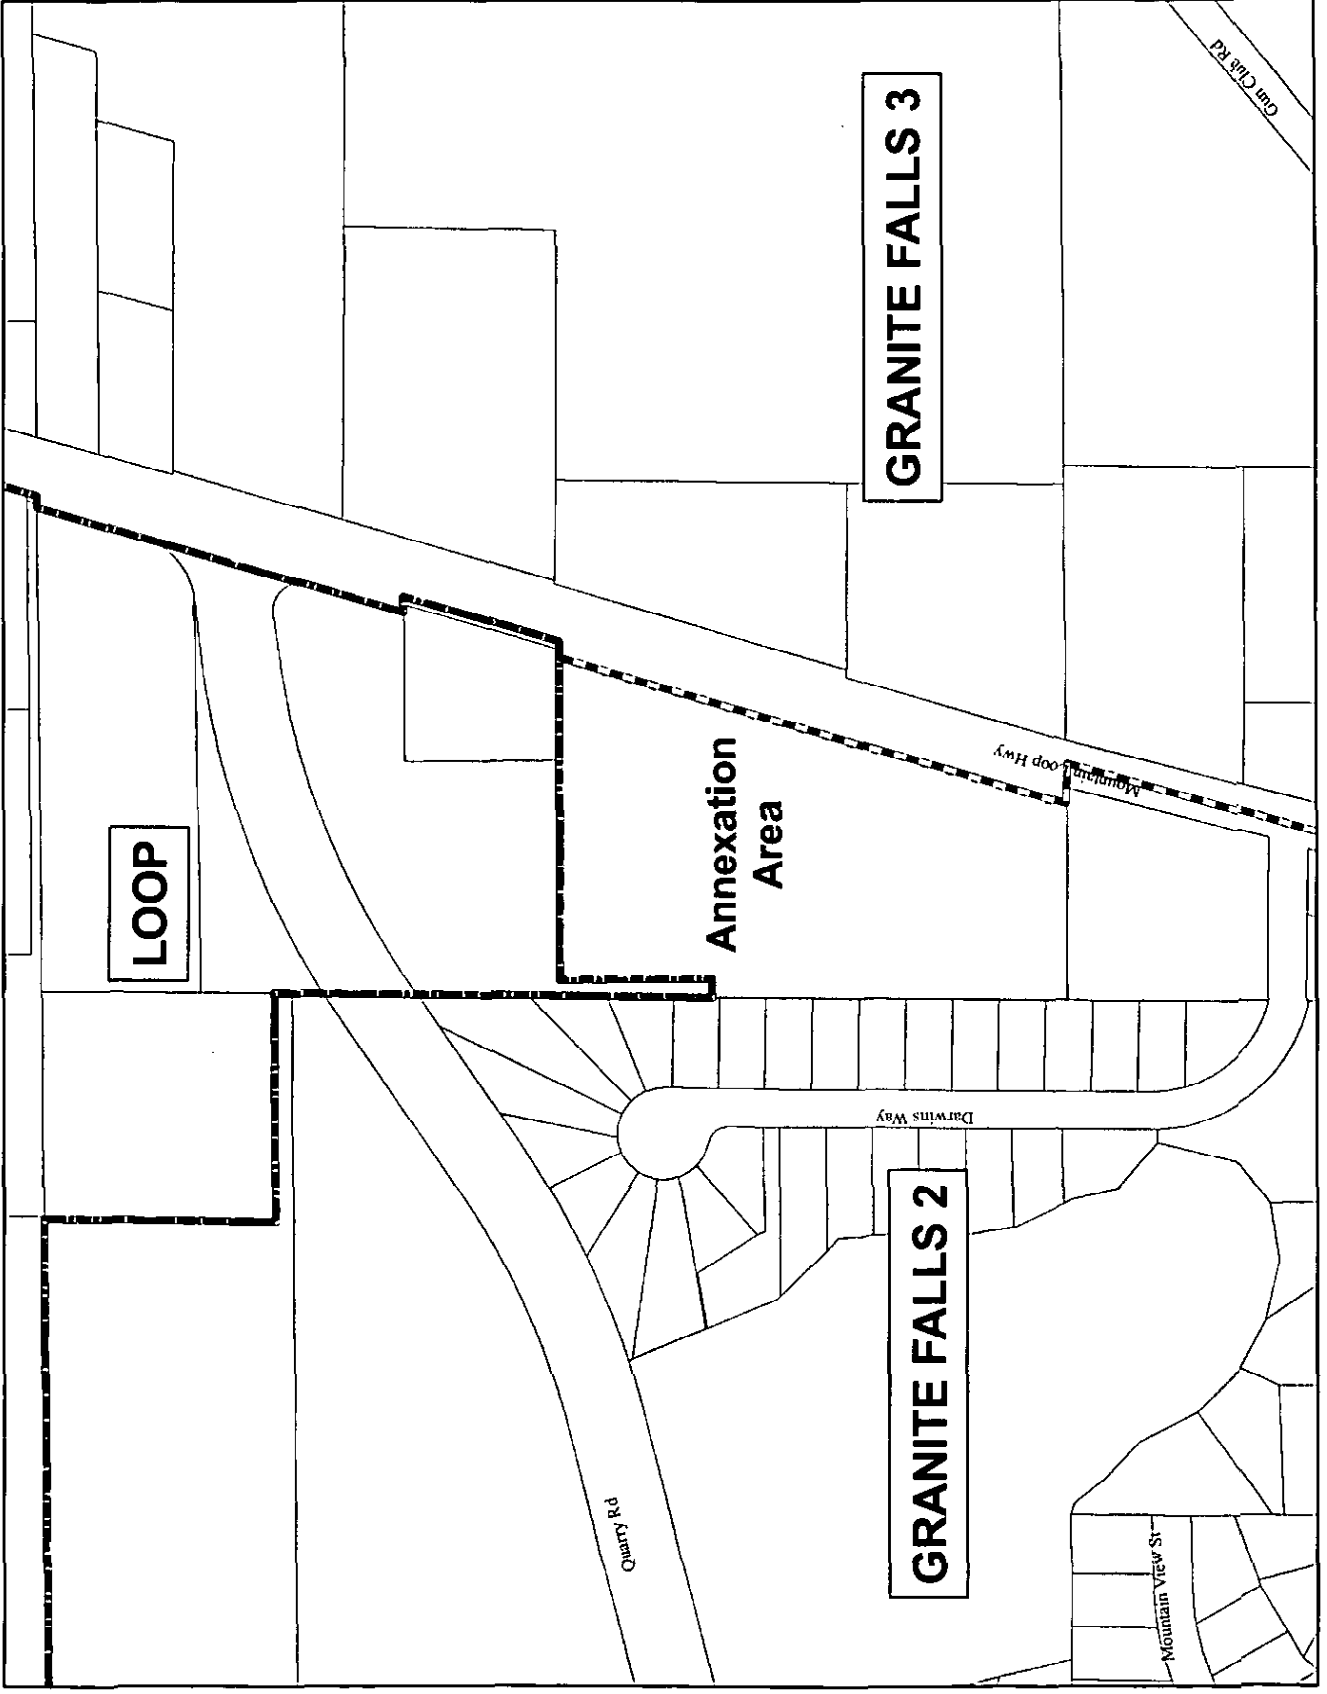 LOOP
GRANITE FALLS 3
Gun Club Rd
Annexation
Area
Mountain Loop Hwy
Darwins Way
GRANITE FALLS 2
Quarry Rd
Mountain View St